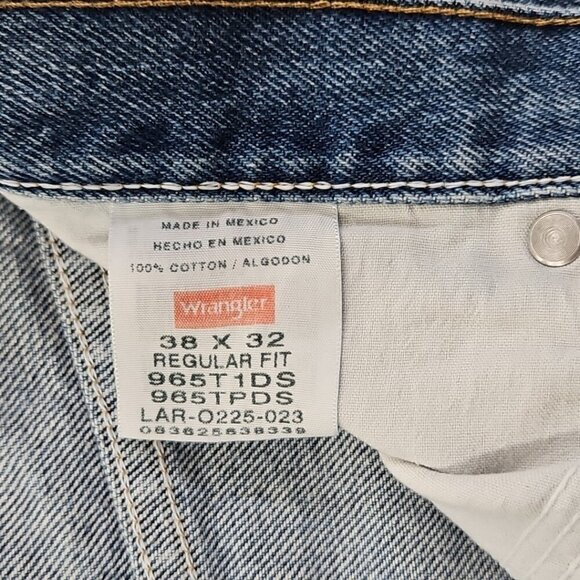 MADE IN MEXICO
HECHO EN MEXICO
100% COTTON / ALGODON
Wrangler
38 X 32
REGULAR FIT
965T1DS
965TPDS
LAR-O225-023
083625838339